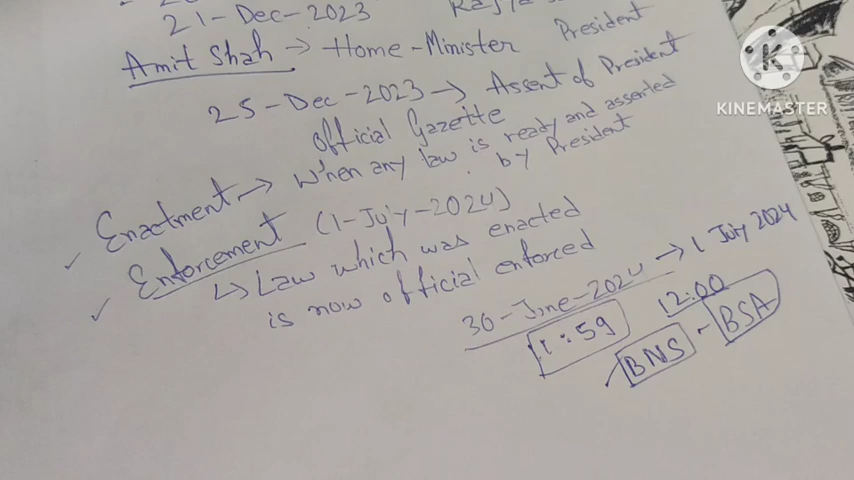 21-Dec-2023
Amit Shah → Home-Minister President
25-Dec-2023 → Assent of President
official Gazette
Enactment → When any law is ready and asserted
by President
✓ Enforcement (1-July-2024)
✓ ↳ Law which was enacted
is now official enforced
30-June-2024 → 1 July 2024
1:59 12:00
BNS - BSA
K
KINEMASTER